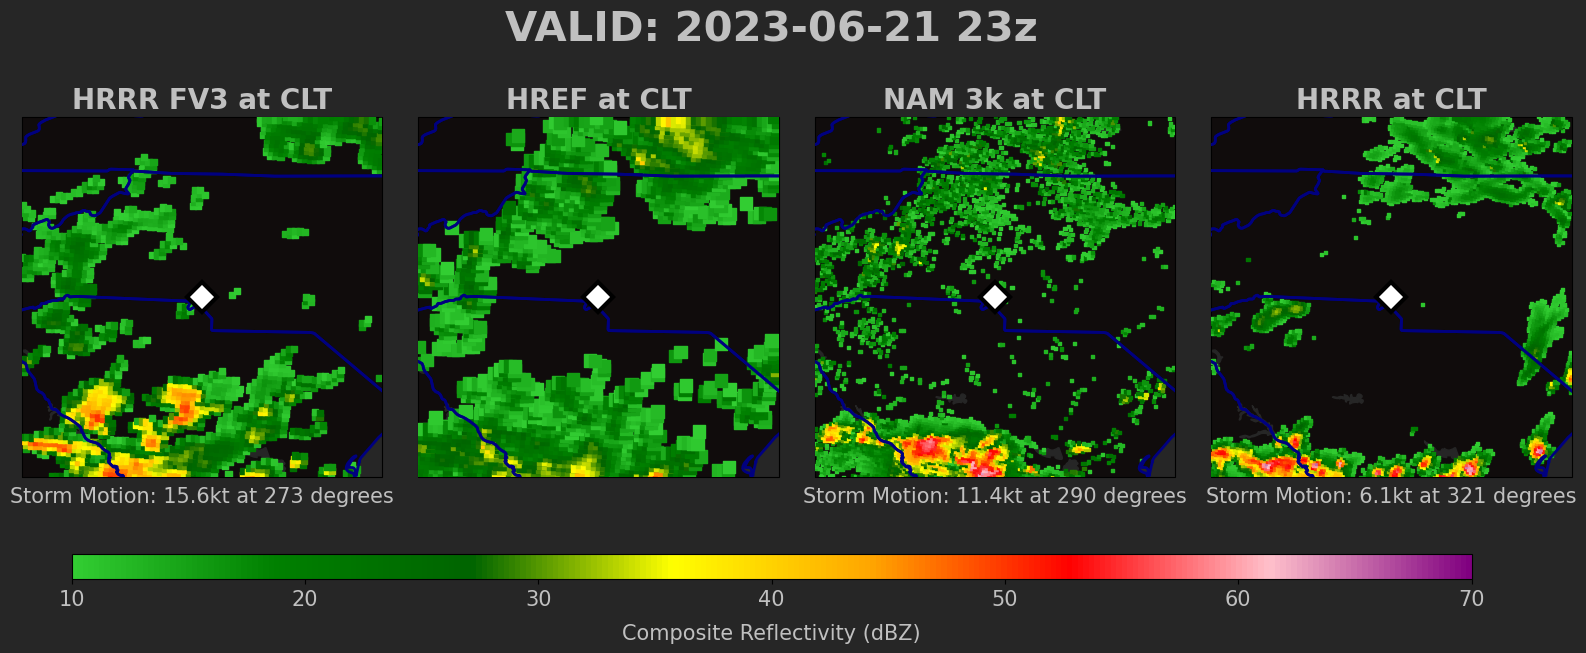 VALID: 2023-06-21 23z
HRRR FV3 at CLT
HREF at CLT
NAM 3k at CLT
HRRR at CLT
Storm Motion: 15.6kt at 273 degrees
Storm Motion: 11.4kt at 290 degrees
Storm Motion: 6.1kt at 321 degrees
10 20 30 40 50 60 70
Composite Reflectivity (dBZ)